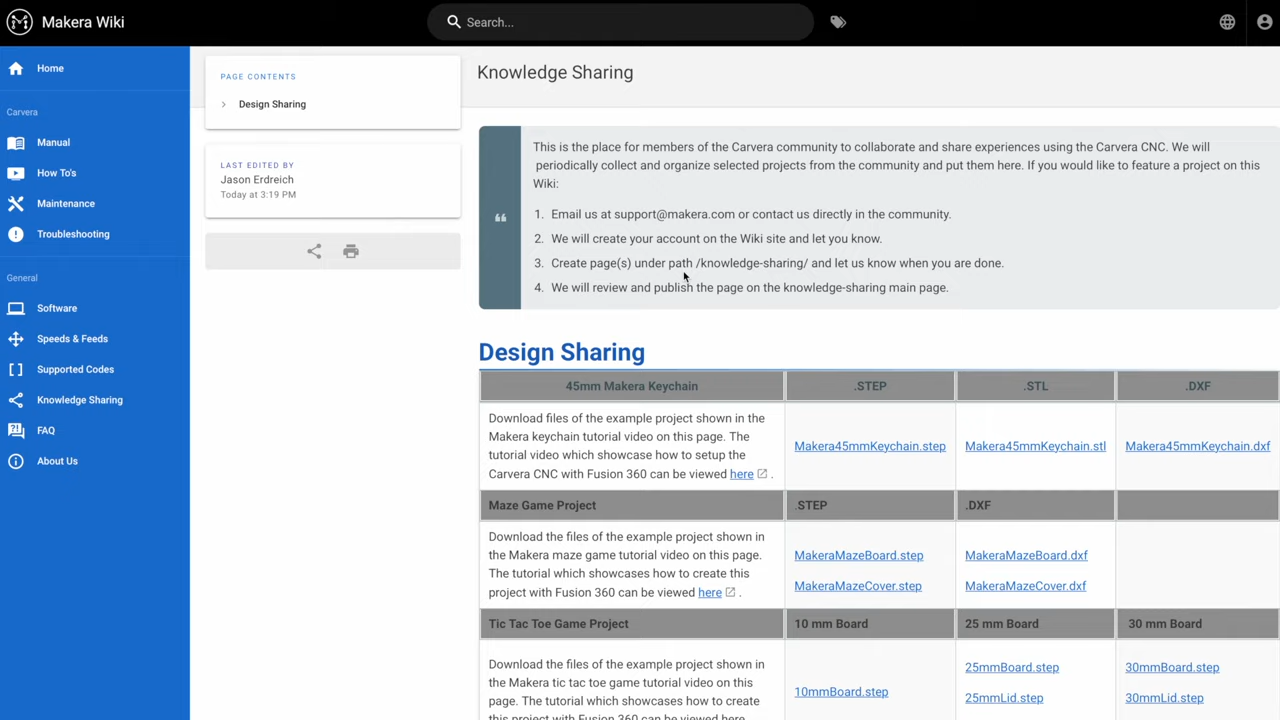 Makera Wiki
Search...
Home
Carvera
Manual
How To's
Maintenance
Troubleshooting
General
Software
Speeds & Feeds
Supported Codes
Knowledge Sharing
FAQ
About Us
PAGE CONTENTS
Design Sharing
LAST EDITED BY
Jason Erdreich
Today at 3:19 PM
Knowledge Sharing
This is the place for members of the Carvera community to collaborate and share experiences using the Carvera CNC. We will
periodically collect and organize selected projects from the community and put them here. If you would like to feature a project on this
Wiki:
1. Email us at support@makera.com or contact us directly in the community.
2. We will create your account on the Wiki site and let you know.
3. Create page(s) under path /knowledge-sharing/ and let us know when you are done.
4. We will review and publish the page on the knowledge-sharing main page.
Design Sharing
45mm Makera Keychain .STEP .STL .DXF
Download files of the example project shown in the
Makera keychain tutorial video on this page. The
tutorial video which showcase how to setup the
Carvera CNC with Fusion 360 can be viewed here .
Makera45mmKeychain.step Makera45mmKeychain.stl Makera45mmKeychain.dxf
Maze Game Project .STEP .DXF
Download the files of the example project shown in
the Makera maze game tutorial video on this page.
The tutorial which showcases how to create this
project with Fusion 360 can be viewed here .
MakeraMazeBoard.step MakeraMazeBoard.dxf
MakeraMazeCover.step MakeraMazeCover.dxf
Tic Tac Toe Game Project 10 mm Board 25 mm Board 30 mm Board
Download the files of the example project shown in
the Makera tic tac toe game tutorial video on this
page. The tutorial which showcases how to create
this project with Fusion 360 can be viewed here
10mmBoard.step
25mmBoard.step 30mmBoard.step
25mmLid.step 30mmLid.step